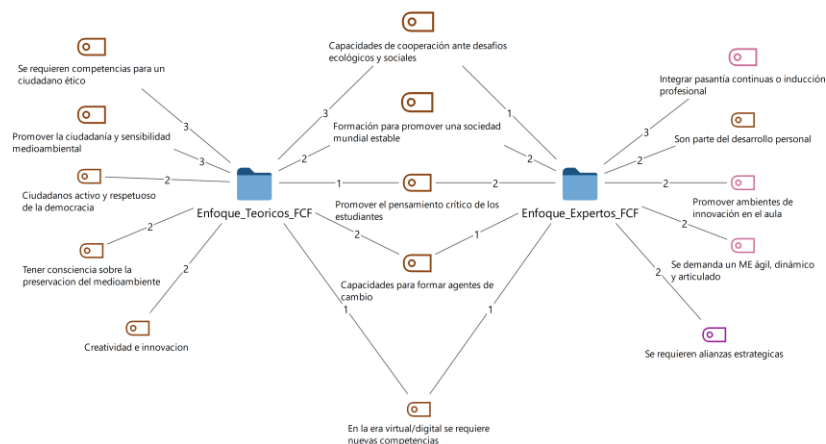 Capacidades de cooperación ante desafios
ecológicos y sociales
Se requieren competencias para un
ciudadano ético
Integrar pasantía continuas o inducción
profesional
3
1
3
3
Promover la ciudadanía y sensibilidad
medioambiental
Formación para promover una sociedad
mundial estable
Son parte del desarrollo personal
3
2
2
2
Ciudadanos activo y respetuoso
de la democracia
2
1
2
2
Promover el pensamiento crítico de los
estudiantes
Promover ambientes de
innovación en el aula
Enfoque_Teoricos_FCF
Enfoque_Expertos_FCF
2
2
1
2
Tener consciencia sobre la
preservacion del medioambiente
Capacidades para formar agentes de
cambio
Se demanda un ME ágil, dinámico
y articulado
2
2
1
1
Creatividad e innovacion
Se requieren alianzas estrategicas
En la era virtual/digital se requiere
nuevas competencias